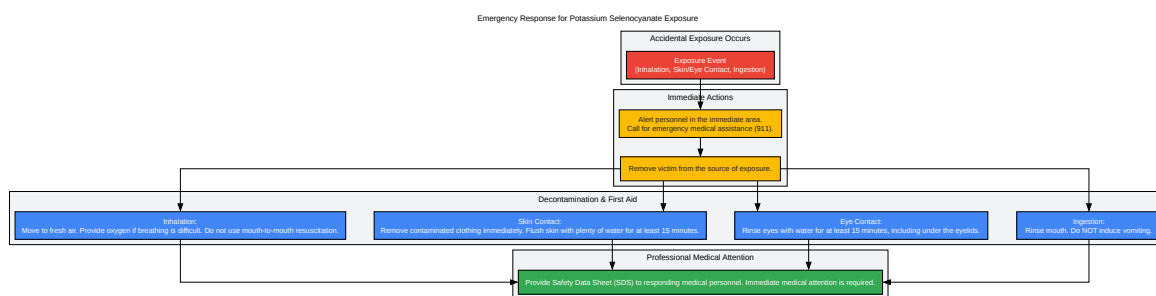 Emergency Response for Potassium Selenocyanate Exposure
Accidental Exposure Occurs
Exposure Event
(Inhalation, Skin/Eye Contact, Ingestion)
Immediate Actions
Alert personnel in the immediate area.
Call for emergency medical assistance (911).
Remove victim from the source of exposure.
Decontamination & First Aid
Inhalation:
Move to fresh air. Provide oxygen if breathing is difficult. Do not use mouth-to-mouth resuscitation.
Skin Contact:
Remove contaminated clothing immediately. Flush skin with plenty of water for at least 15 minutes.
Eye Contact:
Rinse eyes with water for at least 15 minutes, including under the eyelids.
Ingestion:
Rinse mouth. Do NOT induce vomiting.
Professional Medical Attention
Provide Safety Data Sheet (SDS) to responding medical personnel. Immediate medical attention is required.